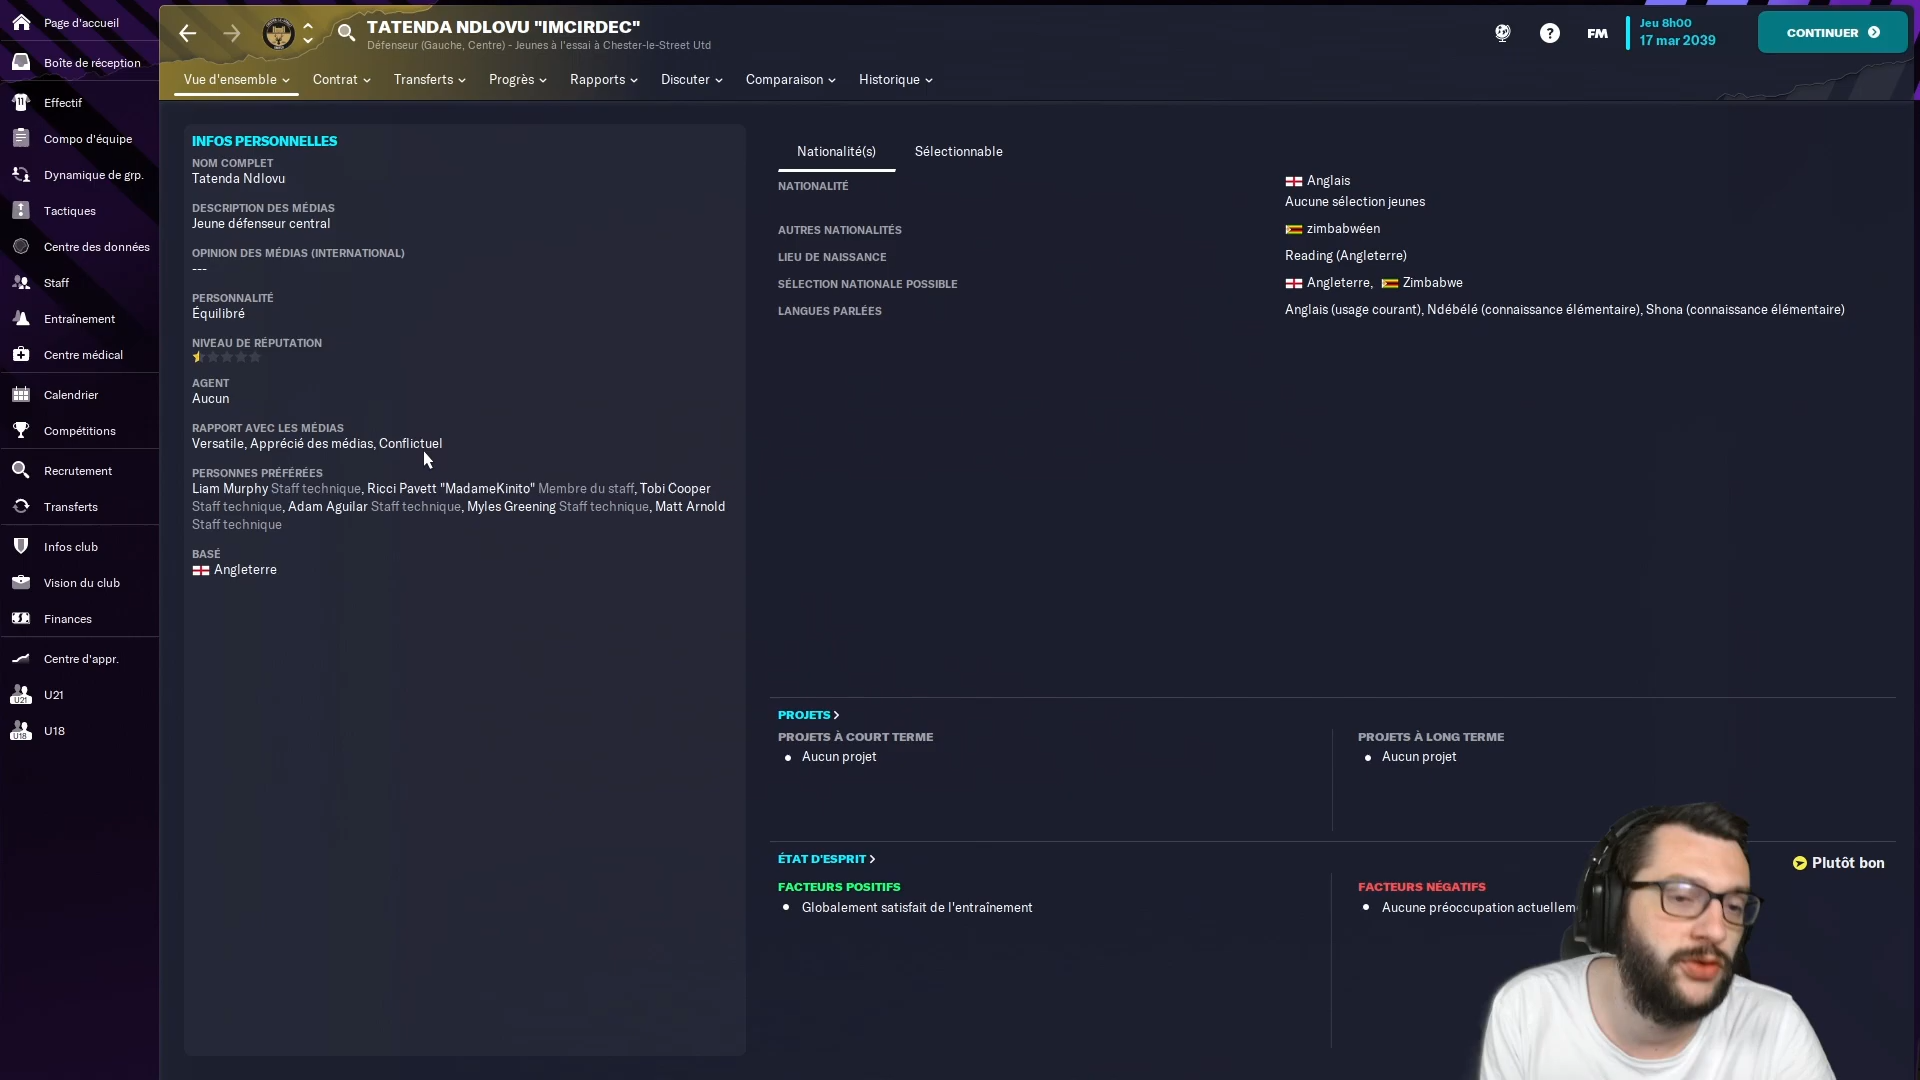 Page d'accueil
Boîte de réception
Effectif
Compo d'équipe
Dynamique de grp.
Tactiques
Centre des données
Staff
Entraînement
Centre médical
Calendrier
Compétitions
Recrutement
Transferts
Infos club
Vision du club
Finances
Centre d'appr.
U21
U21
U18
U18
TATENDA NDLOVU "IMCIRDEC"
Défenseur (Gauche, Centre) - Jeunes à l'essai à Chester-le-Street Utd
?
FM
Jeu 8h00
17 mar 2039
CONTINUER
Vue d'ensemble
Contrat
Transferts
Progrès
Rapports
Discuter
Comparaison
Historique
INFOS PERSONNELLES
NOM COMPLET
Tatenda Ndlovu
DESCRIPTION DES MÉDIAS
Jeune défenseur central
OPINION DES MÉDIAS (INTERNATIONAL)
---
PERSONNALITÉ
Équilibré
NIVEAU DE RÉPUTATION
AGENT
Aucun
RAPPORT AVEC LES MÉDIAS
Versatile, Apprécié des médias, Conflictuel
PERSONNES PRÉFÉRÉES
Liam Murphy Staff technique, Ricci Pavett "MadameKinito" Membre du staff, Tobi Cooper
Staff technique, Adam Aguilar Staff technique, Myles Greening Staff technique, Matt Arnold
Staff technique
BASÉ
Angleterre
Nationalité(s)
Sélectionnable
NATIONALITÉ
Anglais
Aucune sélection jeunes
AUTRES NATIONALITÉS
zimbabwéen
LIEU DE NAISSANCE
Reading (Angleterre)
SÉLECTION NATIONALE POSSIBLE
Angleterre, Zimbabwe
LANGUES PARLÉES
Anglais (usage courant), Ndébélé (connaissance élémentaire), Shona (connaissance élémentaire)
PROJETS
PROJETS À COURT TERME
Aucun projet
PROJETS À LONG TERME
Aucun projet
ÉTAT D'ESPRIT
Plutôt bon
FACTEURS POSITIFS
Globalement satisfait de l'entraînement
FACTEURS NÉGATIFS
Aucune préoccupation actuellem